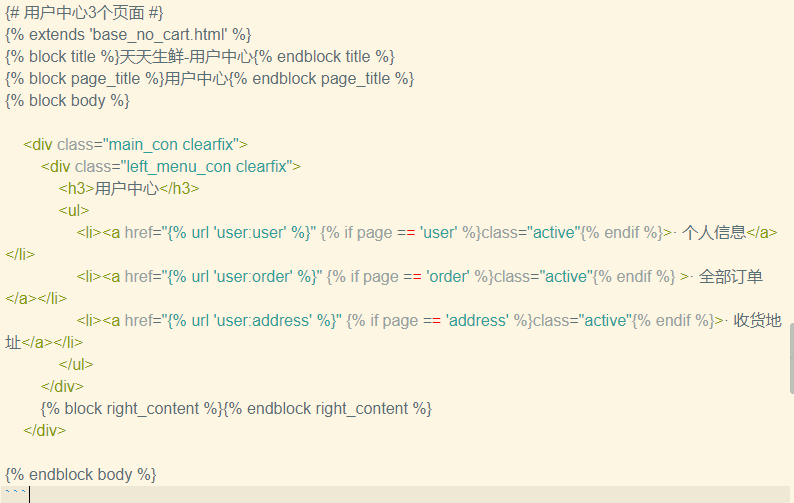 {# 用户中心3个页面 #}
{% extends 'base_no_cart.html' %}
{% block title %}天天生鲜-用户中心{% endblock title %}
{% block page_title %}用户中心{% endblock page_title %}
{% block body %}
<div class="main_con clearfix">
<div class="left_menu_con clearfix">
<h3>用户中心</h3>
<ul>
<li><a href="{% url 'user:user' %}" {% if page == 'user' %}class="active"{% endif %}>· 个人信息</a>
</li>
<li><a href="{% url 'user:order' %}" {% if page == 'order' %}class="active"{% endif %} >· 全部订单
</a></li>
<li><a href="{% url 'user:address' %}" {% if page == 'address' %}class="active"{% endif %}>· 收货地
址</a></li>
</ul>
</div>
{% block right_content %}{% endblock right_content %}
</div>
{% endblock body %}
```